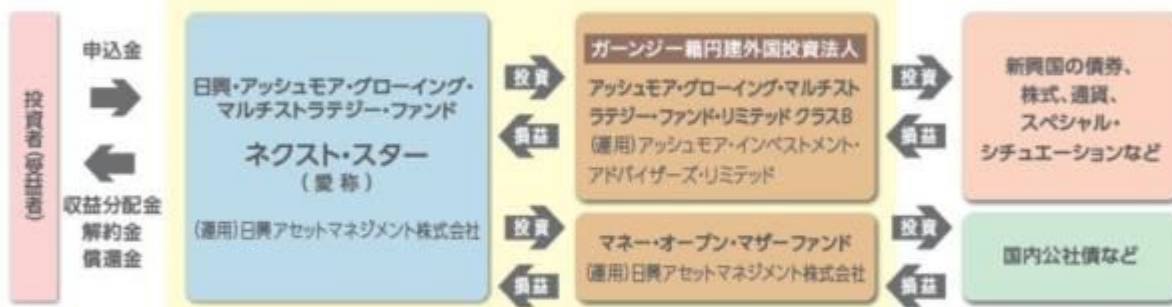 投資者(受益者)
申込金
収益分配金
解約金
償還金
日興・アッシュモア・グローイング・
マルチストラテジー・ファンド
ネクスト・スター
(愛称)
(運用)日興アセットマネジメント株式会社
投資
損益
投資
損益
ガーンジー籍円建外国投資法人
アッシュモア・グローイング・マルチスト
ラテジー・ファンド・リミテッド クラスB
(運用)アッシュモア・インベストメント・
アドバイザーズ・リミテッド
マネー・オープン・マザーファンド
(運用)日興アセットマネジメント株式会社
投資
損益
投資
損益
新興国の債券、
株式、通貨、
スペシャル・
シチュエーションなど
国内公社債など